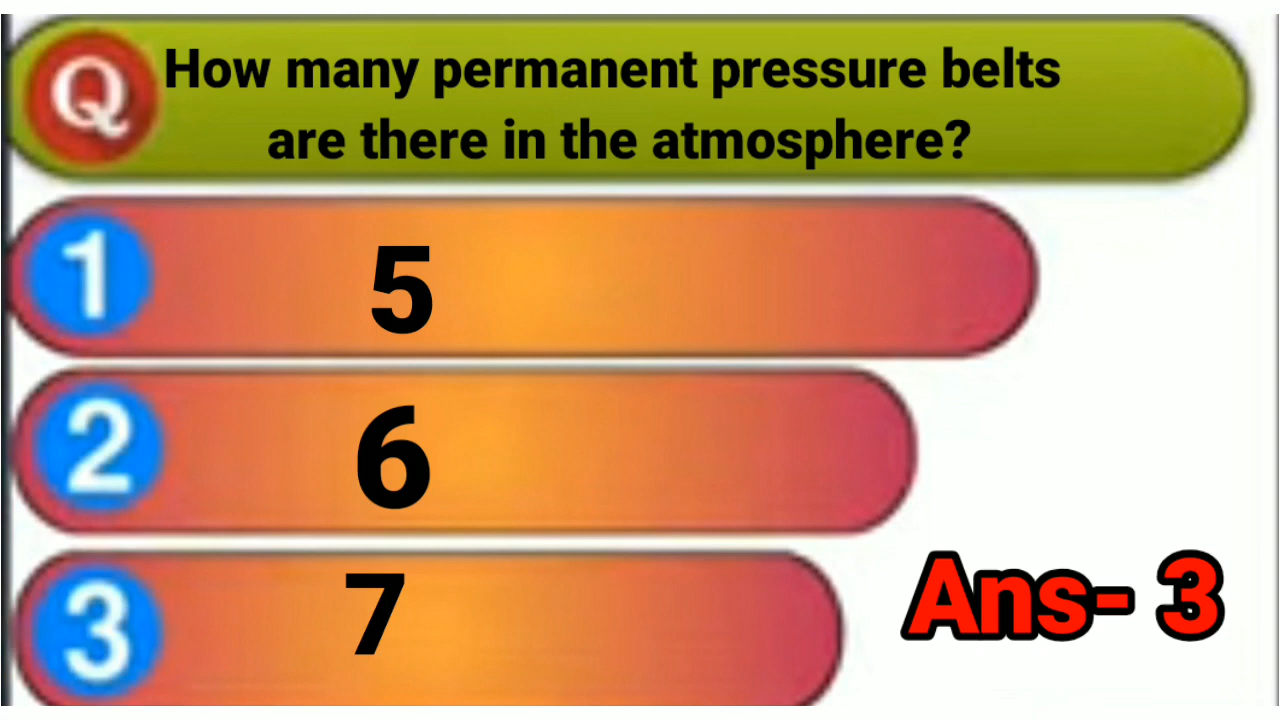 Q How many permanent pressure belts
are there in the atmosphere?
1 5
2 6
3 7
Ans- 3